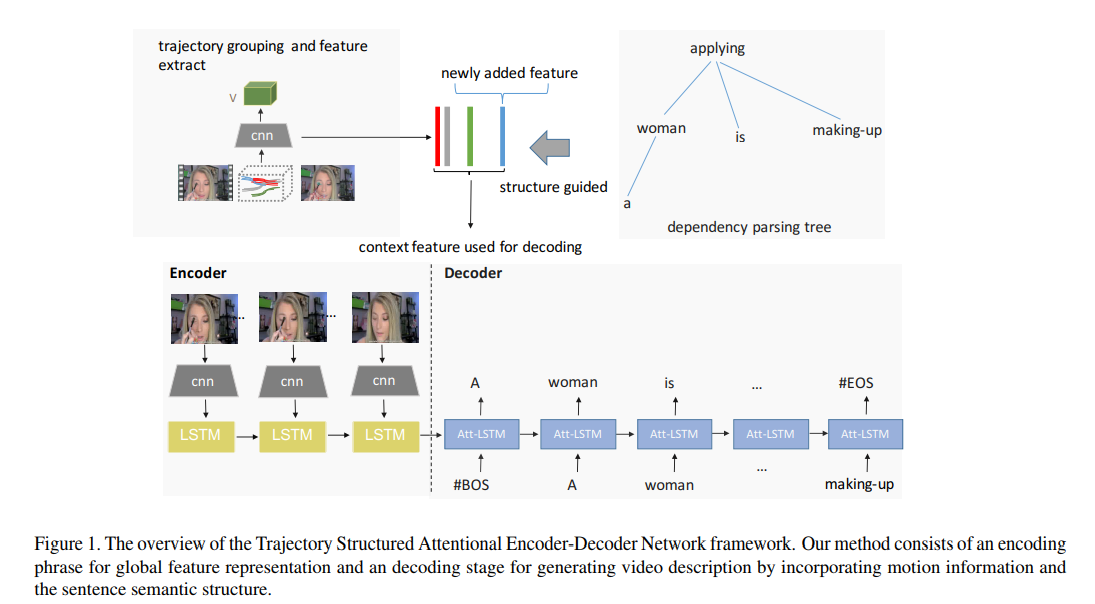 trajectory grouping and feature
extract
V
cnn
newly added feature
structure guided
context feature used for decoding
applying
woman
is
making-up
a
dependency parsing tree
Encoder
...
...
cnn
cnn
cnn
LSTM
LSTM
LSTM
Decoder
A
woman
is
...
#EOS
Att-LSTM
Att-LSTM
Att-LSTM
Att-LSTM
Att-LSTM
#BOS
A
woman
...
making-up
Figure 1. The overview of the Trajectory Structured Attentional Encoder-Decoder Network framework. Our method consists of an encoding
phrase for global feature representation and an decoding stage for generating video description by incorporating motion information and
the sentence semantic structure.